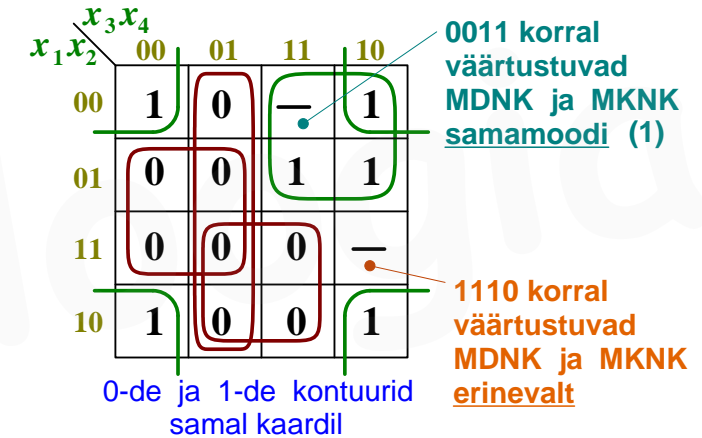 x₃x₄
x₁x₂ 00 01 11 10
00 1 0 — 1
01 0 0 1 1
11 0 0 0 —
10 1 0 0 1
0011 korral
väärtustuvad
MDNK ja MKNK
samamoodi (1)
1110 korral
väärtustuvad
MDNK ja MKNK
erinevalt
0-de ja 1-de kontuurid
samal kaardil